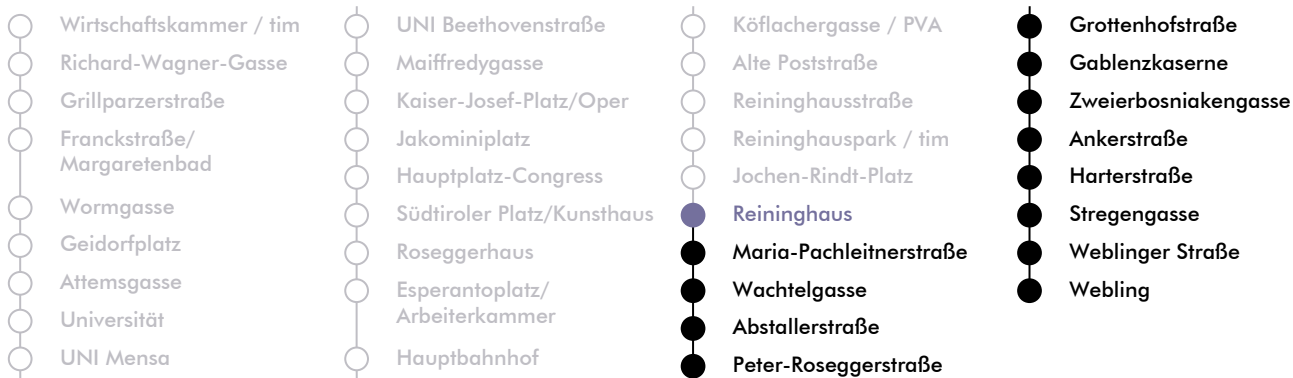 Wirtschaftskammer / tim
Richard-Wagner-Gasse
Grillparzerstraße
Franckstraße/
Margaretenbad
Wormgasse
Geidorfplatz
Attemsgasse
Universität
UNI Mensa
UNI Beethovenstraße
Maiffredygasse
Kaiser-Josef-Platz/Oper
Jakominiplatz
Hauptplatz-Congress
Südtiroler Platz/Kunsthaus
Roseggerhaus
Esperantoplatz/
Arbeiterkammer
Hauptbahnhof
Köflachergasse / PVA
Alte Poststraße
Reininghausstraße
Reininghauspark / tim
Jochen-Rindt-Platz
Reininghaus
Maria-Pachleitnerstraße
Wachtelgasse
Abstallerstraße
Peter-Roseggerstraße
Grottenhofstraße
Gablenzkaserne
Zweierbosniakengasse
Ankerstraße
Harterstraße
Stregengasse
Weblinger Straße
Webling